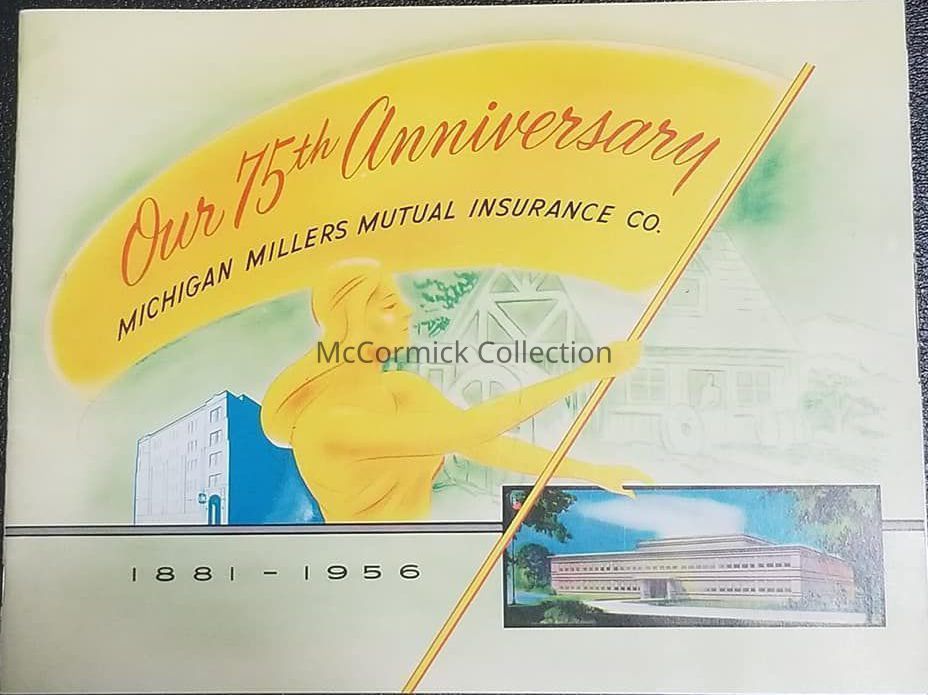 Our 75th Anniversary
MICHIGAN MILLERS MUTUAL INSURANCE CO.
McCormick Collection
1881 - 1956